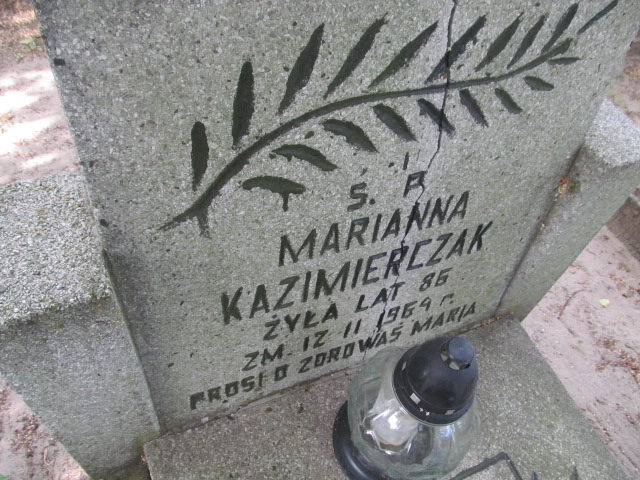 Ś. P
MARIANNA
KAZIMIERCZAK
ŻYŁA LAT 86
ZM. 12 II 1964 r.
PROSI O ZDROWAŚ MARIA